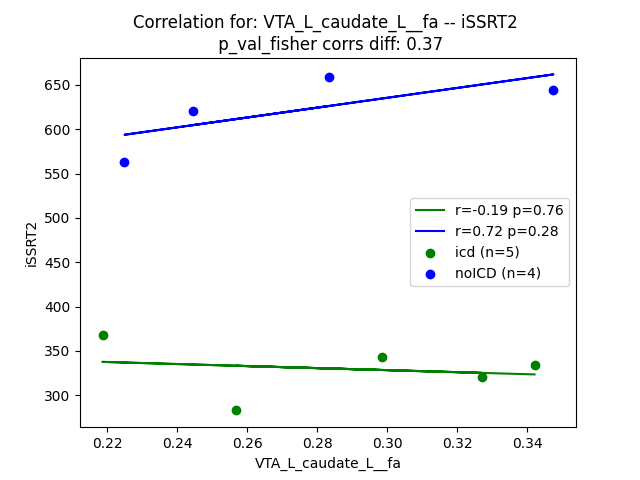 Correlation for: VTA_L_caudate_L__fa -- iSSRT2
p_val_fisher corrs diff: 0.37
650
600
550
500
450
400
350
300
iSSRT2
r=-0.19 p=0.76
r=0.72 p=0.28
icd (n=5)
noICD (n=4)
0.22 0.24 0.26 0.28 0.30 0.32 0.34
VTA_L_caudate_L__fa